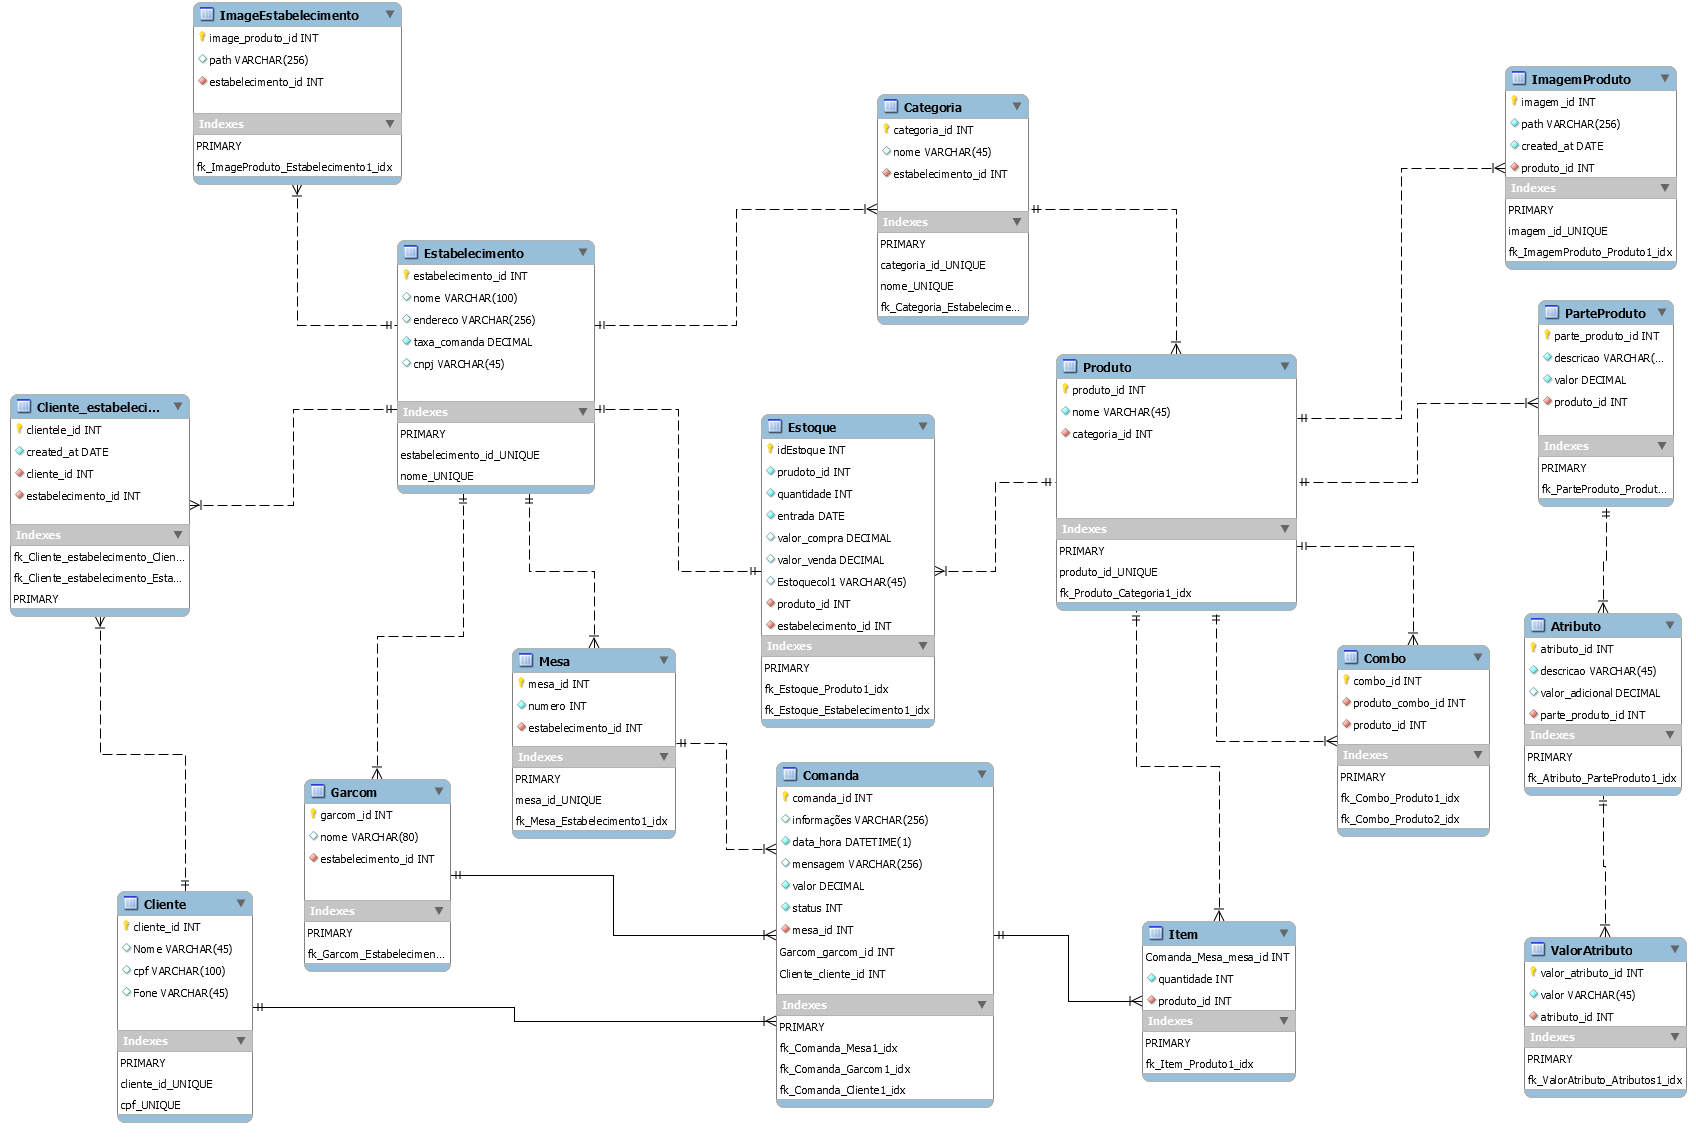 ImageEstabelecimento
image_produto_id INT
path VARCHAR(256)
estabelecimento_id INT
Indexes
PRIMARY
fk_ImageProduto_Estabelecimento1_idx
Categoria
categoria_id INT
nome VARCHAR(45)
estabelecimento_id INT
Indexes
PRIMARY
categoria_id_UNIQUE
nome_UNIQUE
fk_Categoria_Estabelecime...
ImagemProduto
imagem_id INT
path VARCHAR(256)
created_at DATE
produto_id INT
Indexes
PRIMARY
imagem_id_UNIQUE
fk_ImagemProduto_Produto1_idx
Estabelecimento
estabelecimento_id INT
nome VARCHAR(100)
endereco VARCHAR(256)
taxa_comanda DECIMAL
cnpj VARCHAR(45)
Indexes
PRIMARY
estabelecimento_id_UNIQUE
nome_UNIQUE
ParteProduto
parte_produto_id INT
descricao VARCHAR(...
valor DECIMAL
produto_id INT
Indexes
PRIMARY
fk_ParteProduto_Produt...
Produto
produto_id INT
nome VARCHAR(45)
categoria_id INT
Indexes
PRIMARY
produto_id_UNIQUE
fk_Produto_Categoria1_idx
Cliente_estabeleci...
clientele_id INT
created_at DATE
cliente_id INT
estabelecimento_id INT
Indexes
fk_Cliente_estabelecimento_Clien...
fk_Cliente_estabelecimento_Esta...
PRIMARY
Estoque
idEstoque INT
prudoto_id INT
quantidade INT
entrada DATE
valor_compra DECIMAL
valor_venda DECIMAL
Estoquecol1 VARCHAR(45)
produto_id INT
estabelecimento_id INT
Indexes
PRIMARY
fk_Estoque_Produto1_idx
fk_Estoque_Estabelecimento1_idx
Atributo
atributo_id INT
descricao VARCHAR(45)
valor_adicional DECIMAL
parte_produto_id INT
Indexes
PRIMARY
fk_Atributo_ParteProduto1_idx
Mesa
mesa_id INT
numero INT
estabelecimento_id INT
Indexes
PRIMARY
mesa_id_UNIQUE
fk_Mesa_Estabelecimento1_idx
Combo
combo_id INT
produto_combo_id INT
produto_id INT
Indexes
PRIMARY
fk_Combo_Produto1_idx
fk_Combo_Produto2_idx
Garcom
garcom_id INT
nome VARCHAR(80)
estabelecimento_id INT
Indexes
PRIMARY
fk_Garcom_Estabelecimen...
Comanda
comanda_id INT
informações VARCHAR(256)
data_hora DATETIME(1)
mensagem VARCHAR(256)
valor DECIMAL
status INT
mesa_id INT
Garcom_garcom_id INT
Cliente_cliente_id INT
Indexes
PRIMARY
fk_Comanda_Mesa1_idx
fk_Comanda_Garcom1_idx
fk_Comanda_Cliente1_idx
Cliente
cliente_id INT
Nome VARCHAR(45)
cpf VARCHAR(100)
Fone VARCHAR(45)
Indexes
PRIMARY
cliente_id_UNIQUE
cpf_UNIQUE
Item
Comanda_Mesa_mesa_id INT
quantidade INT
produto_id INT
Indexes
PRIMARY
fk_Item_Produto1_idx
ValorAtributo
valor_atributo_id INT
valor VARCHAR(45)
atributo_id INT
Indexes
PRIMARY
fk_ValorAtributo_Atributos1_idx